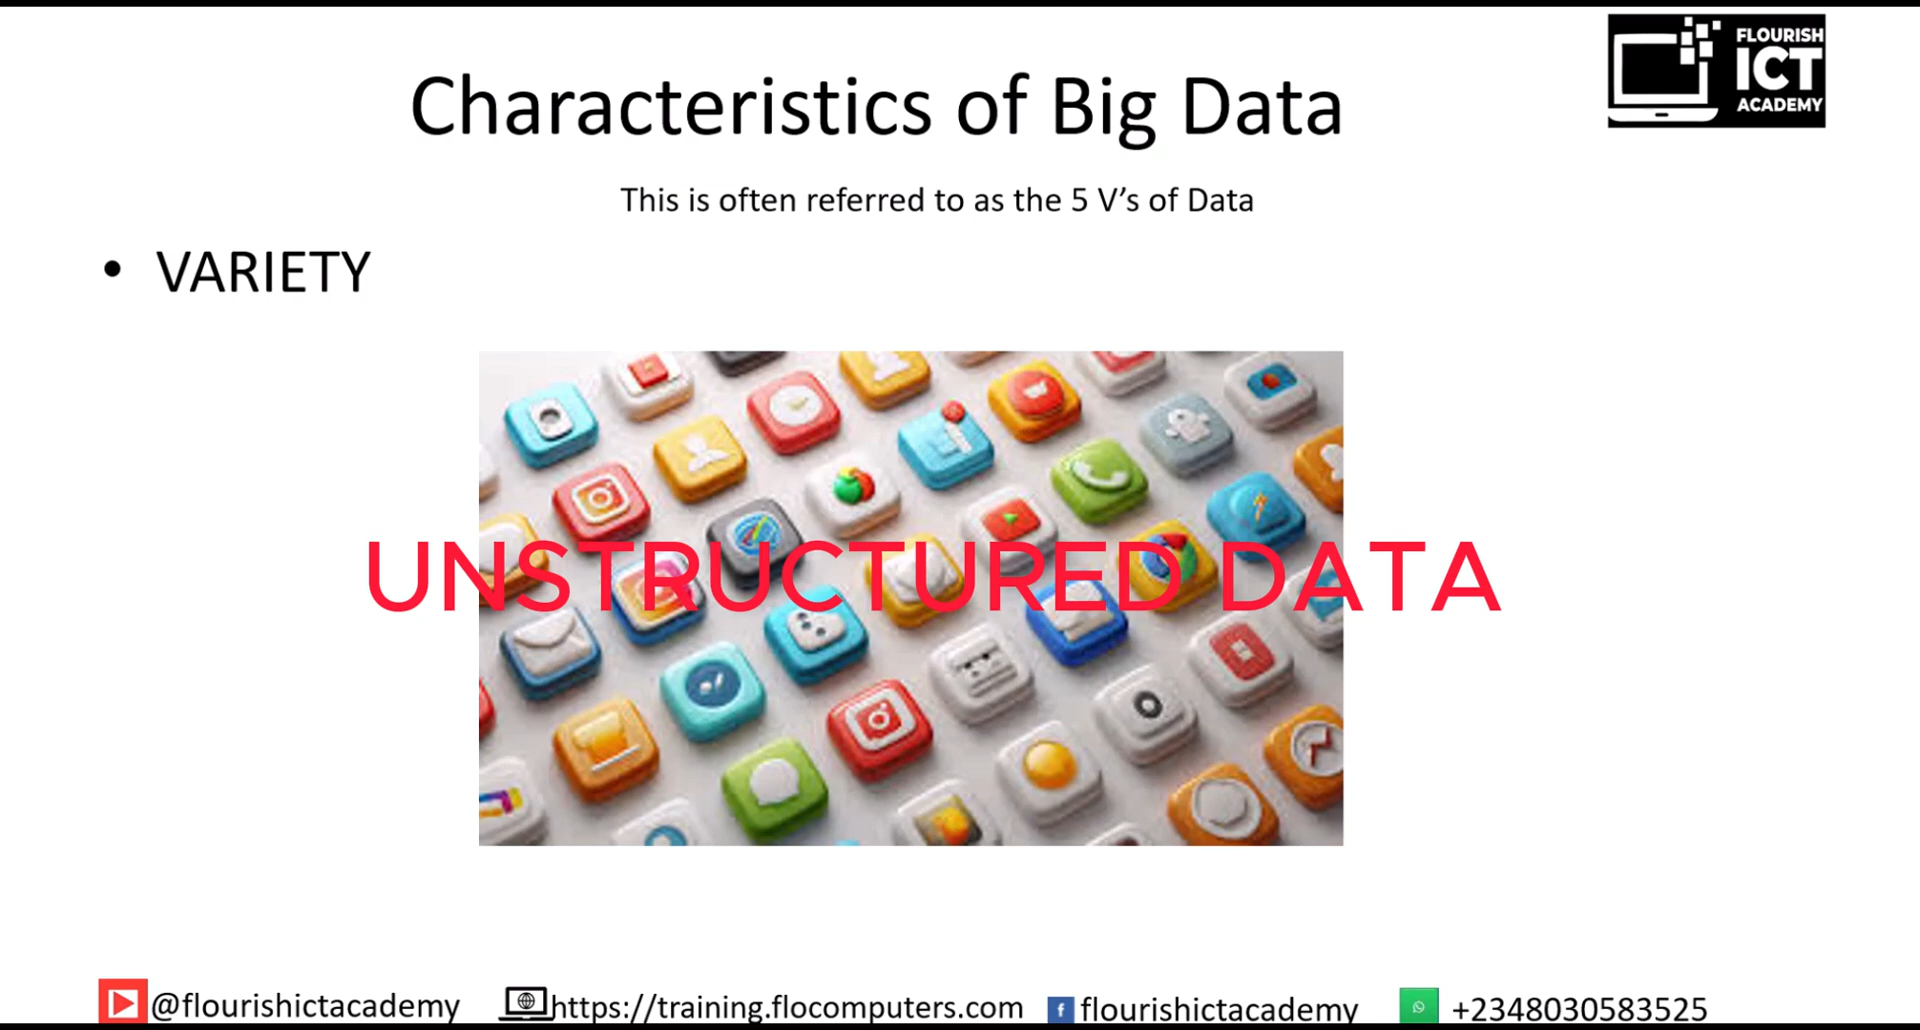 FLOURISH
ICT
ACADEMY
Characteristics of Big Data
This is often referred to as the 5 V’s of Data
• VARIETY
UNSTRUCTURED DATA
@flourishictacademy https://training.flocomputers.com flourishictacademy +2348030583525